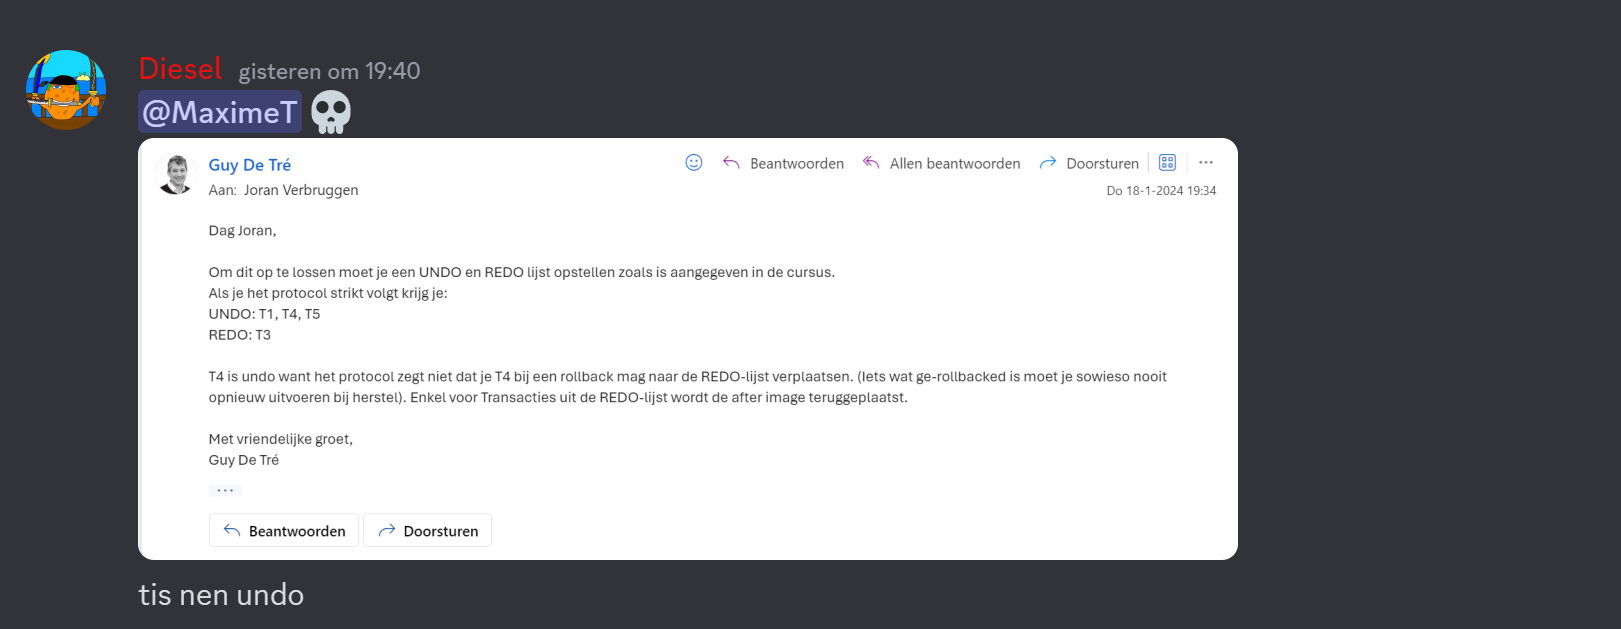 Diesel gisteren om 19:40
@MaximeT 💀
Guy De Tré
Beantwoorden Allen beantwoorden Doorsturen
Aan: Joran Verbruggen
Do 18-1-2024 19:34
Dag Joran,
Om dit op te lossen moet je een UNDO en REDO lijst opstellen zoals is aangegeven in de cursus.
Als je het protocol strikt volgt krijg je:
UNDO: T1, T4, T5
REDO: T3
T4 is undo want het protocol zegt niet dat je T4 bij een rollback mag naar de REDO-lijst verplaatsen. (Iets wat ge-rollbacked is moet je sowieso nooit
opnieuw uitvoeren bij herstel). Enkel voor Transacties uit de REDO-lijst wordt de after image teruggeplaatst.
Met vriendelijke groet,
Guy De Tré
...
Beantwoorden Doorsturen
tis nen undo